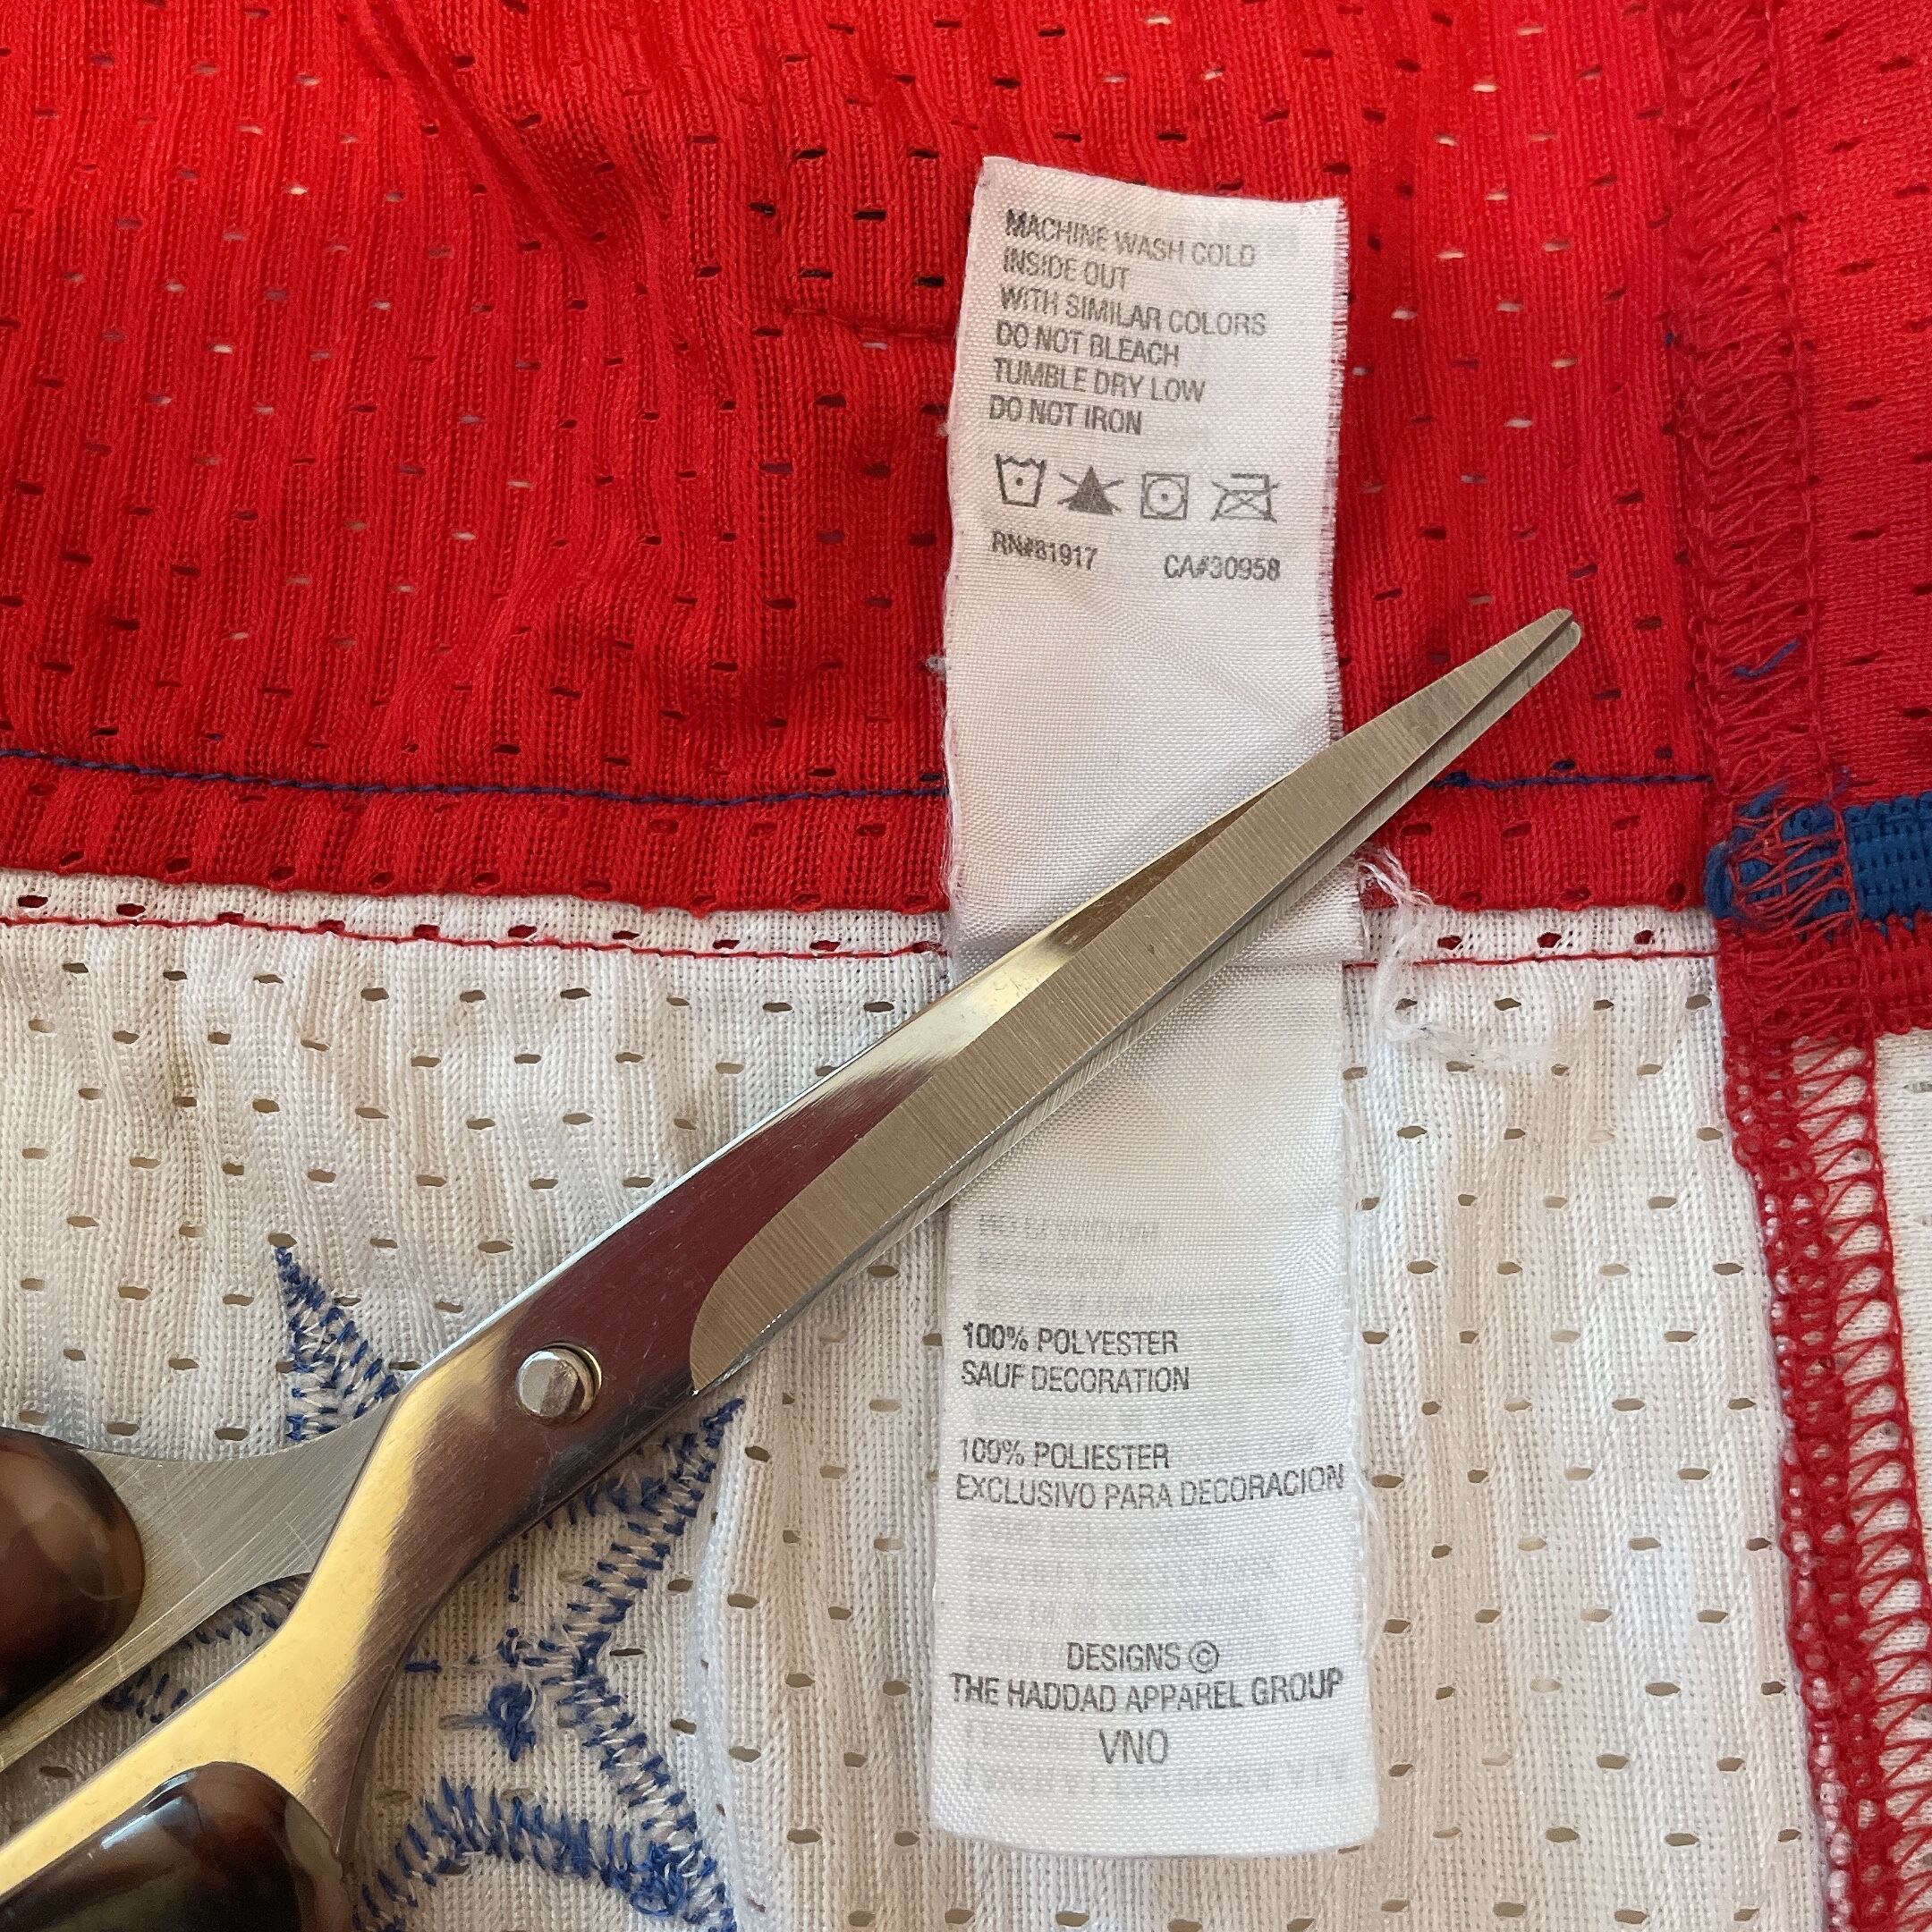 MACHINE WASH COLD
INSIDE OUT
WITH SIMILAR COLORS
DO NOT BLEACH
TUMBLE DRY LOW
DO NOT IRON
RN#81917 CA#30958
100% POLYESTER
SAUF DECORATION
100% POLIESTER
EXCLUSIVO PARA DECORACION
DESIGNS ©
THE HADDAD APPAREL GROUP
VNO